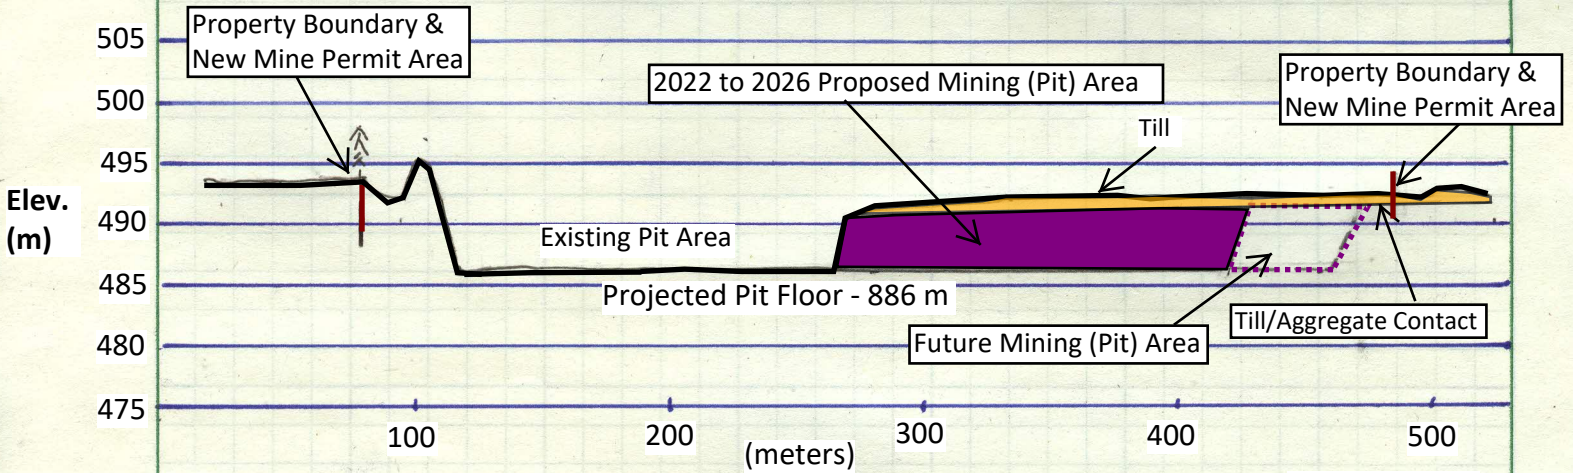 505
Property Boundary &
New Mine Permit Area
500
2022 to 2026 Proposed Mining (Pit) Area
Property Boundary &
New Mine Permit Area
Till
495
Elev.
(m)
490
Existing Pit Area
485
Projected Pit Floor - 886 m
Till/Aggregate Contact
Future Mining (Pit) Area
480
475
100
200
300
400
500
(meters)